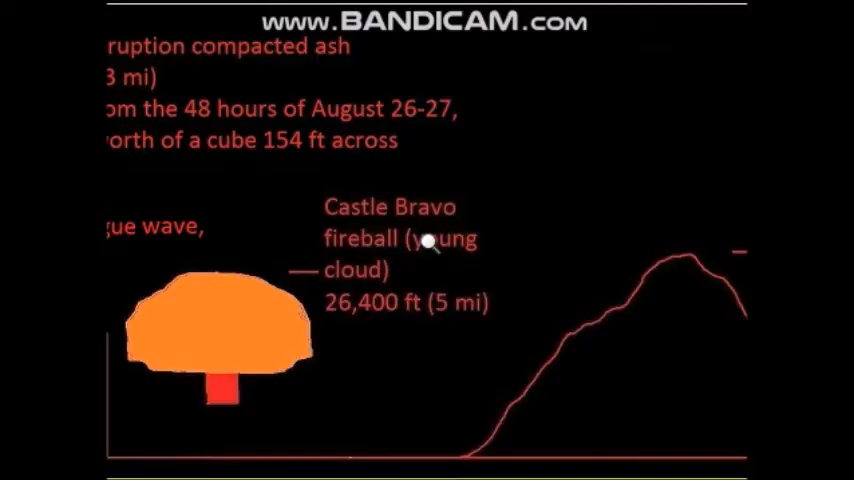 www.BANDICAM.com
ruption compacted ash
3 mi)
om the 48 hours of August 26-27,
orth of a cube 154 ft across
gue wave,
Castle Bravo
fireball (young
cloud)
26,400 ft (5 mi)